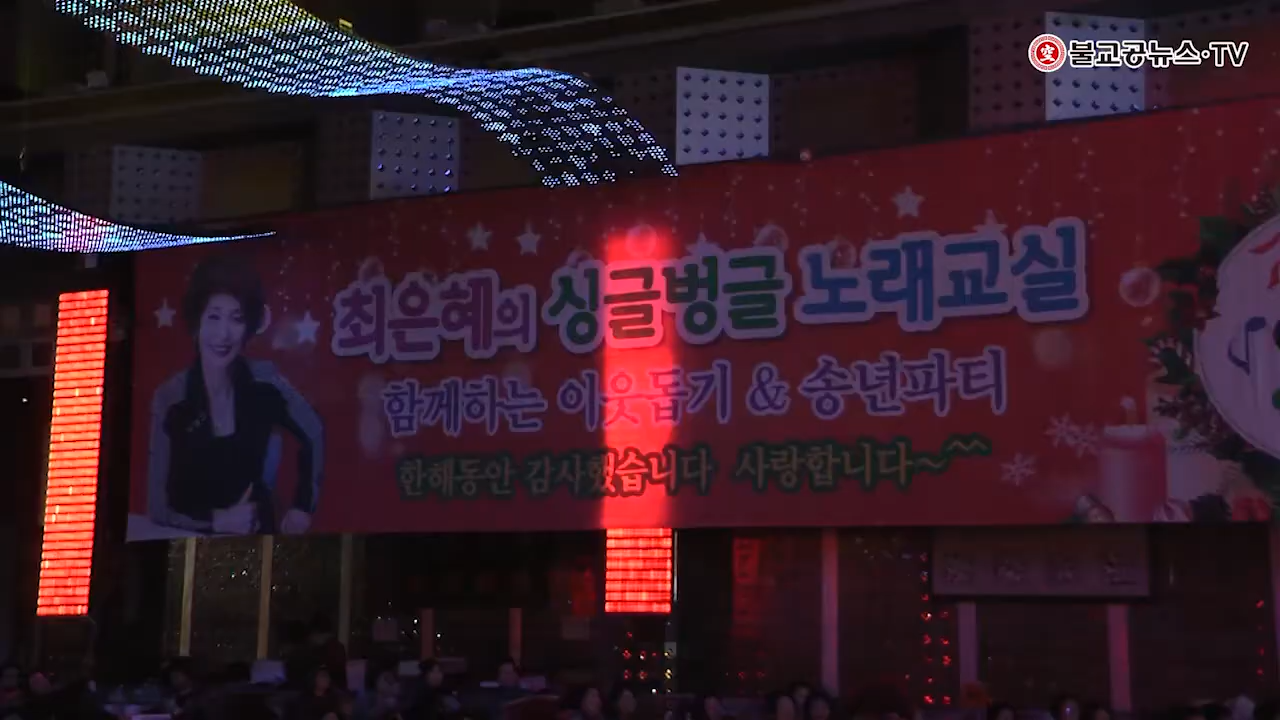 空 불교공뉴스·TV
최은혜의 싱글벙글 노래교실
함께하는 이웃돕기 & 송년파티
한해동안 감사했습니다 사랑합니다~^^